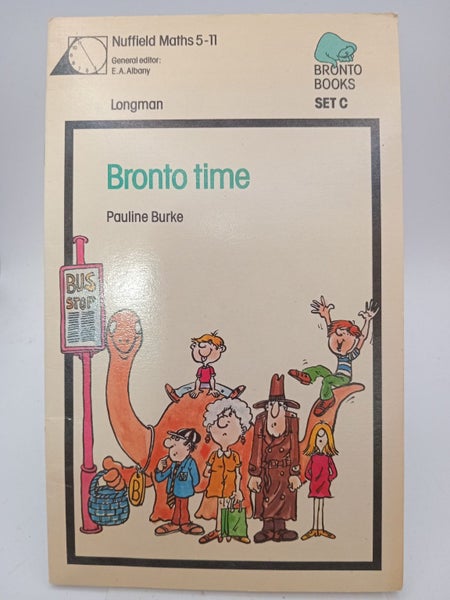 Nuffield Maths 5-11
General editor:
E.A.Albany
Longman
BRONTO
BOOKS
SET C
Bronto time
Pauline Burke
BUS
STOP
B